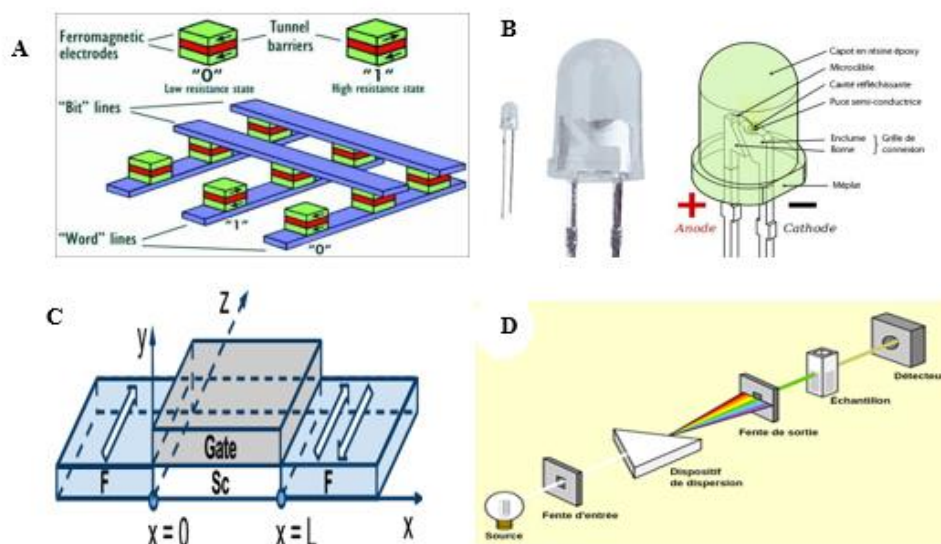 A
Ferromagnetic
electrodes
Tunnel
barriers
"0"
Low resistance state
"1"
High resistance state
"Bit" lines
"Word" lines
"1"
"0"
B
Capot en résine époxy
Microcâble
Cavité réfléchissante
Puce semi-conductrice
Enclume
Borne
Grille de
connexion
Méplat
+
−
Anode
Cathode
C
y
z
Gate
F
Sc
F
x = 0
x = L
x
D
Source
Fente d'entrée
Dispositif
de dispersion
Fente de sortie
Échantillon
Détecteur